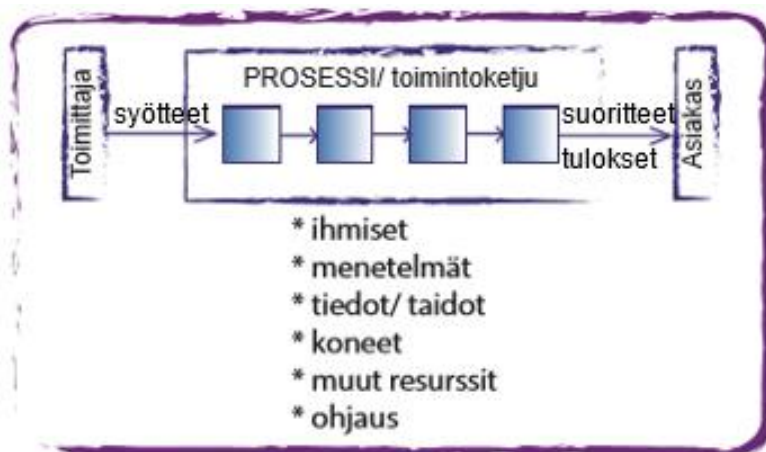 PROSESSI/ toimintoketju
Toimittaja
syötteet
suoritteet
tulokset
Asiakas
* ihmiset
* menetelmät
* tiedot/ taidot
* koneet
* muut resurssit
* ohjaus